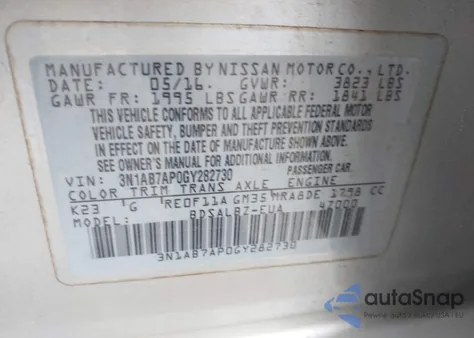 MANUFACTURED BY NISSAN MOTOR CO., LTD.
DATE: 05/16. GVWR: 3823 LBS
GAWR FR: 1995 LBS GAWR RR: 1841 LBS
THIS VEHICLE CONFORMS TO ALL APPLICABLE FEDERAL MOTOR
VEHICLE SAFETY, BUMPER AND THEFT PREVENTION STANDARDS
IN EFFECT ON THE DATE OF MANUFACTURE SHOWN ABOVE.
SEE OWNER'S MANUAL FOR ADDITIONAL INFORMATION.
VIN: 3N1AB7AP0GY282730 PASSENGER CAR
COLOR TRIM TRANS AXLE ENGINE
K23 G RE0F11A GM35 MRA8DE 1798 CC
MODEL: BDSALBZ-EUA 4Z000
3N1AB7AP0GY282730
autoSnap